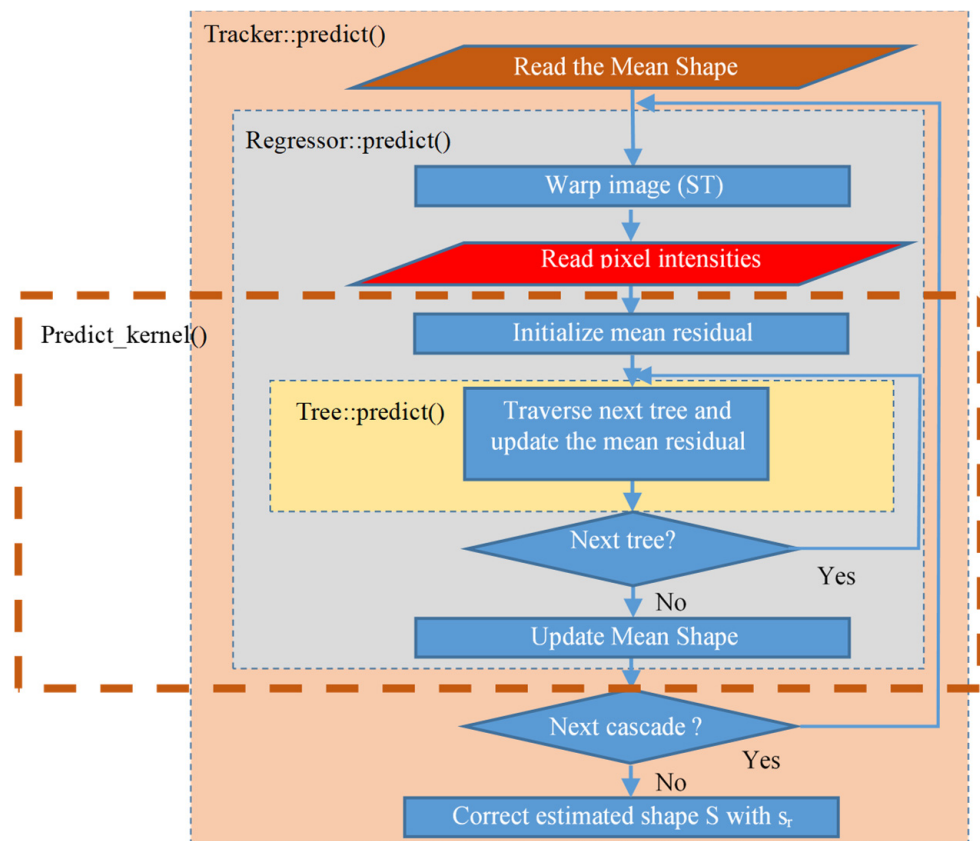 Tracker::predict()
Read the Mean Shape
Regressor::predict()
Warp image (ST)
Read pixel intensities
Predict_kernel()
Initialize mean residual
Tree::predict()
Traverse next tree and
update the mean residual
Next tree?
Yes
No
Update Mean Shape
Next cascade ?
Yes
No
Correct estimated shape S with sᵣ